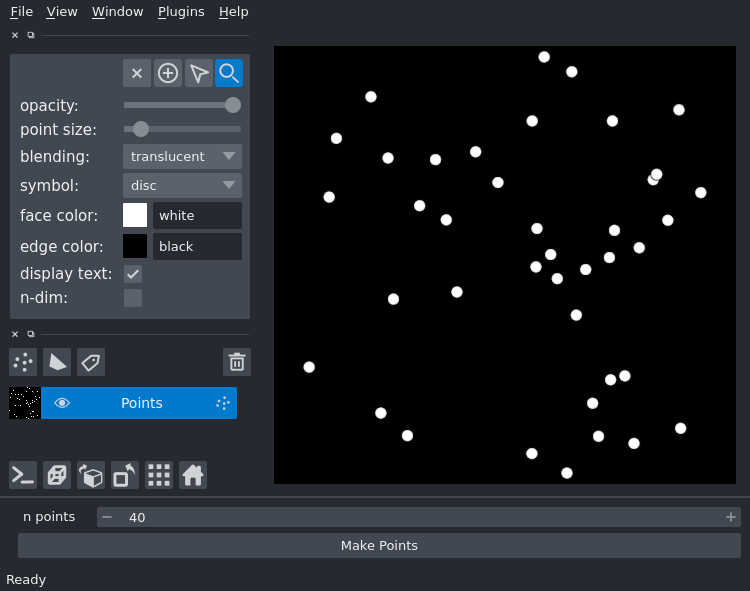 File View Window Plugins Help
opacity:
point size:
blending: translucent
symbol: disc
face color: white
edge color: black
display text:
n-dim:
Points
n points 40
Make Points
Ready